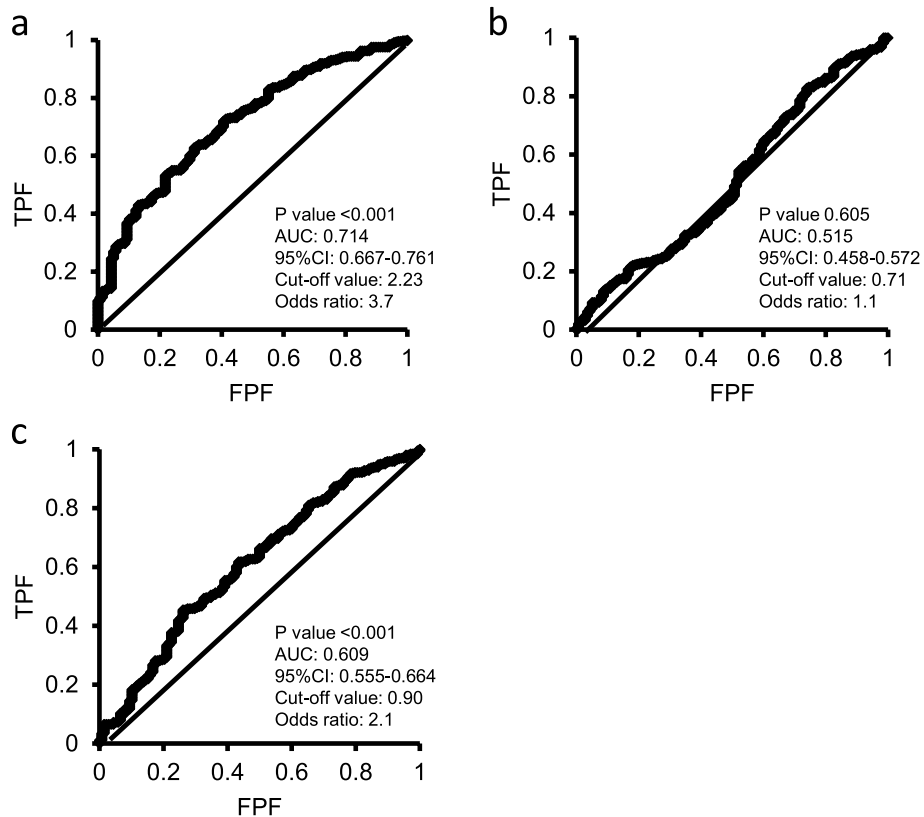 a
1
0.8
0.6
0.4
0.2
0
TPF
P value <0.001
AUC: 0.714
95%CI: 0.667-0.761
Cut-off value: 2.23
Odds ratio: 3.7
0 0.2 0.4 0.6 0.8 1
FPF
b
1
0.8
0.6
0.4
0.2
0
TPF
P value 0.605
AUC: 0.515
95%CI: 0.458-0.572
Cut-off value: 0.71
Odds ratio: 1.1
0 0.2 0.4 0.6 0.8 1
FPF
c
1
0.8
0.6
0.4
0.2
0
TPF
P value <0.001
AUC: 0.609
95%CI: 0.555-0.664
Cut-off value: 0.90
Odds ratio: 2.1
0 0.2 0.4 0.6 0.8 1
FPF